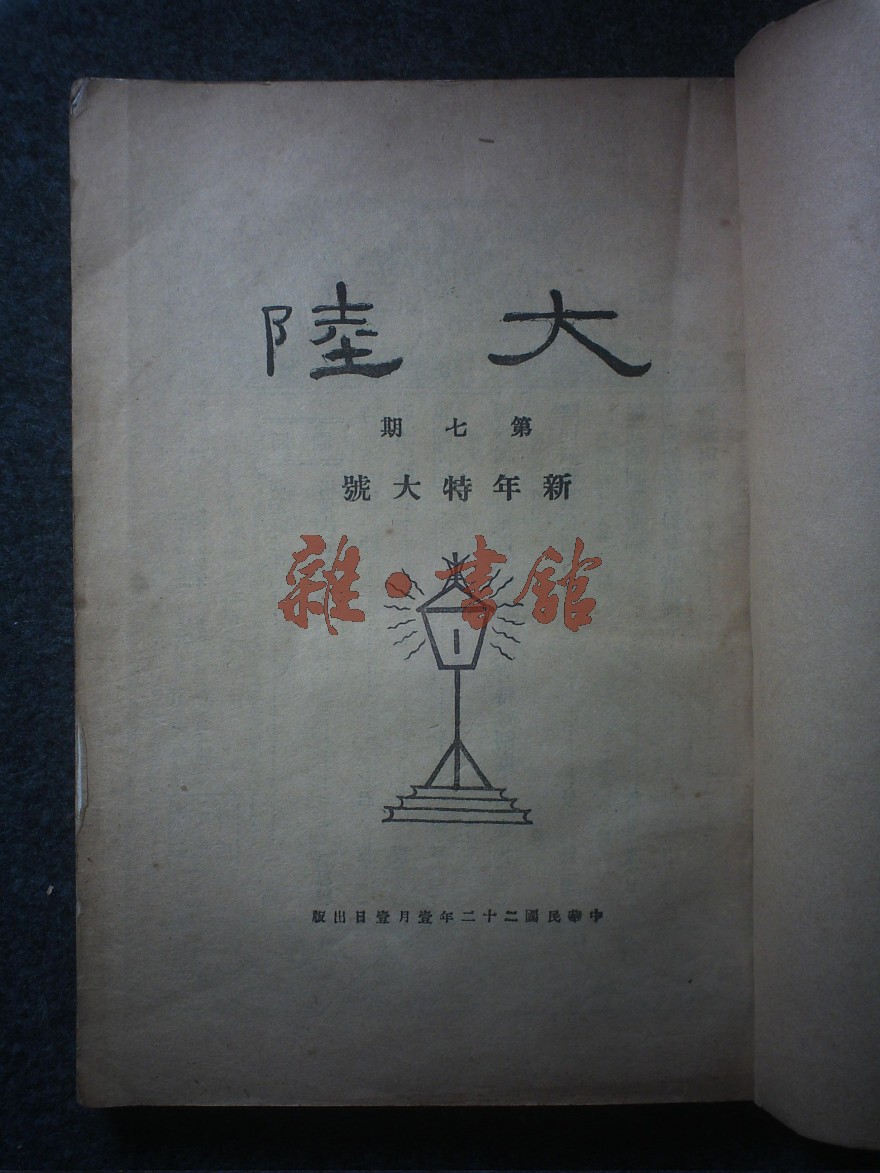 大陸
第七期
新年特大號
雜·書館
中華民國二十二年壹月壹日出版